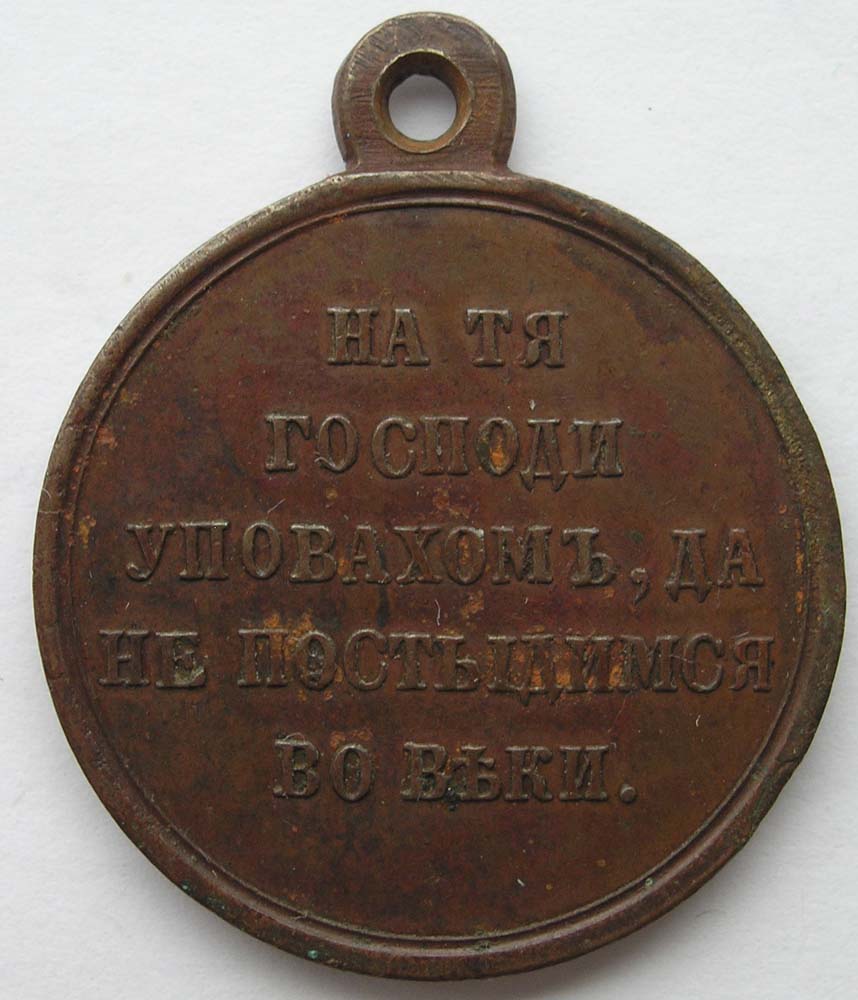 НА ТЯ
ГОСПОДИ
УПОВАХОМЪ, ДА
НЕ ПОСТЫДИМСЯ
ВО ВѢКИ.